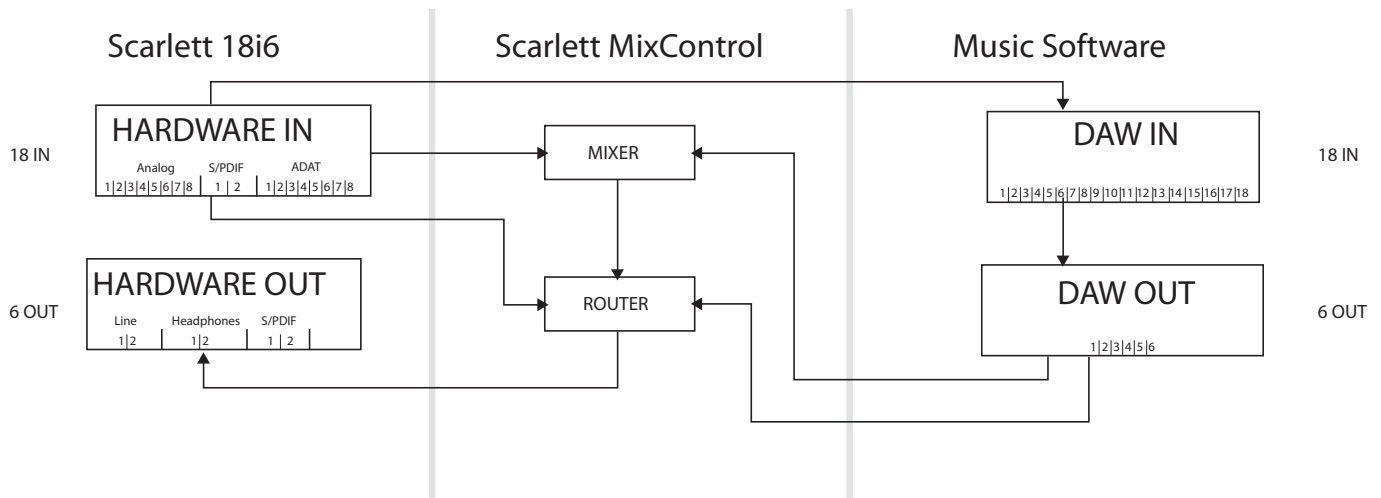 Scarlett 18i6
Scarlett MixControl
Music Software
18 IN
HARDWARE IN
Analog S/PDIF ADAT
1|2|3|4|5|6|7|8 1 | 2 1|2|3|4|5|6|7|8
MIXER
DAW IN
1|2|3|4|5|6|7|8|9|10|11|12|13|14|15|16|17|18
18 IN
6 OUT
HARDWARE OUT
Line Headphones S/PDIF
1|2 1|2 1 | 2
ROUTER
DAW OUT
1|2|3|4|5|6
6 OUT